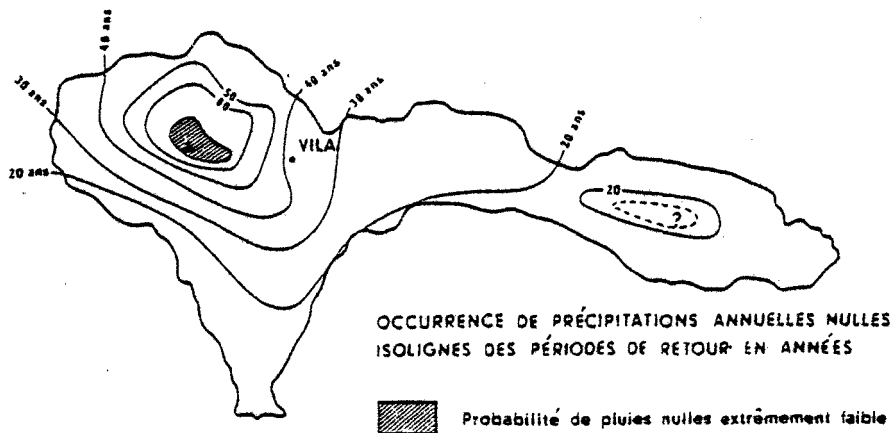 40 ans
50
60
40 ans
30 ans
30 ans
VILA
20 ans
20 ans
20
?
OCCURRENCE DE PRÉCIPITATIONS ANNUELLES NULLES
ISOLIGNES DES PÉRIODES DE RETOUR EN ANNÉES
Probabilité de pluies nulles extrêmement faible